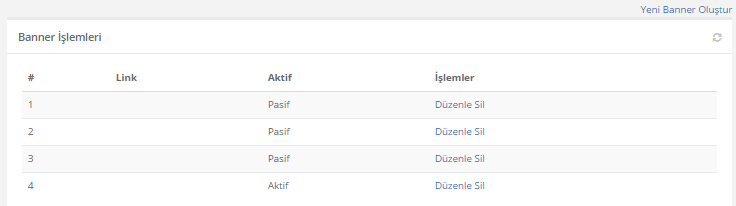 Yeni Banner Oluştur
Banner İşlemleri
# Link Aktif İşlemler
1 Pasif Düzenle Sil
2 Pasif Düzenle Sil
3 Pasif Düzenle Sil
4 Aktif Düzenle Sil